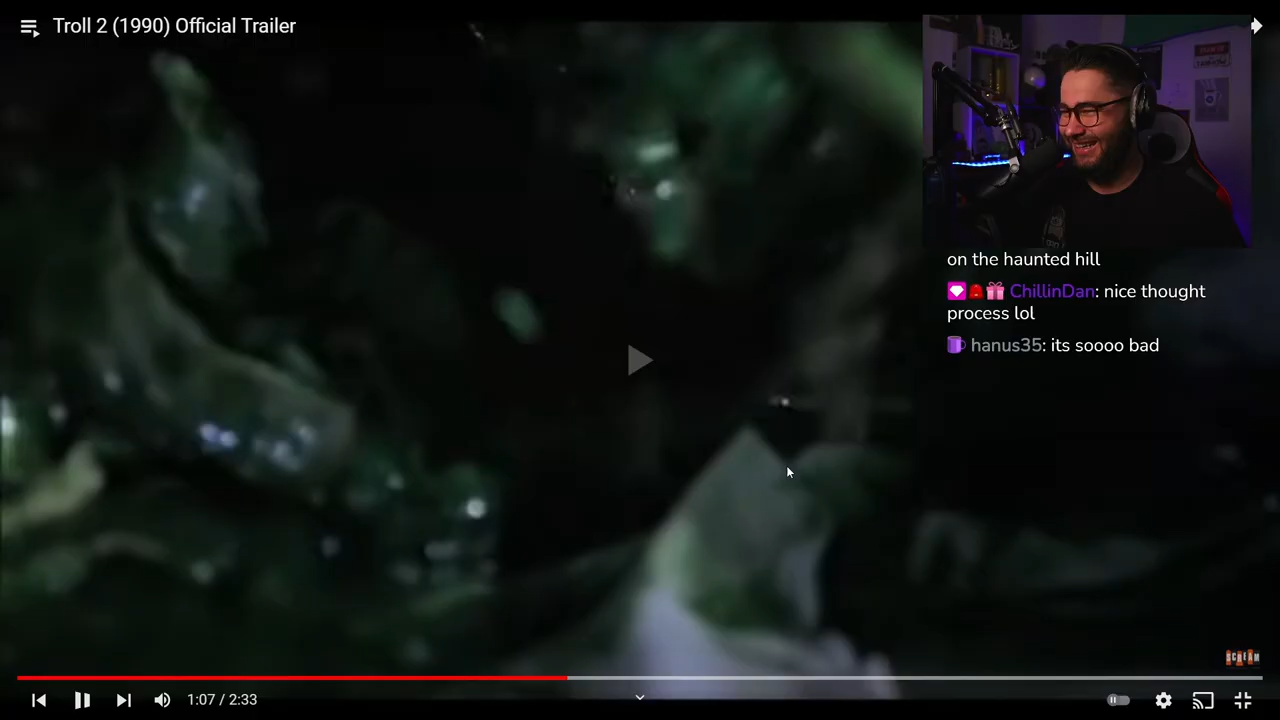 Troll 2 (1990) Official Trailer
on the haunted hill
ChillinDan: nice thought
process lol
hanus35: its soooo bad
SCREAM
1:07 / 2:33